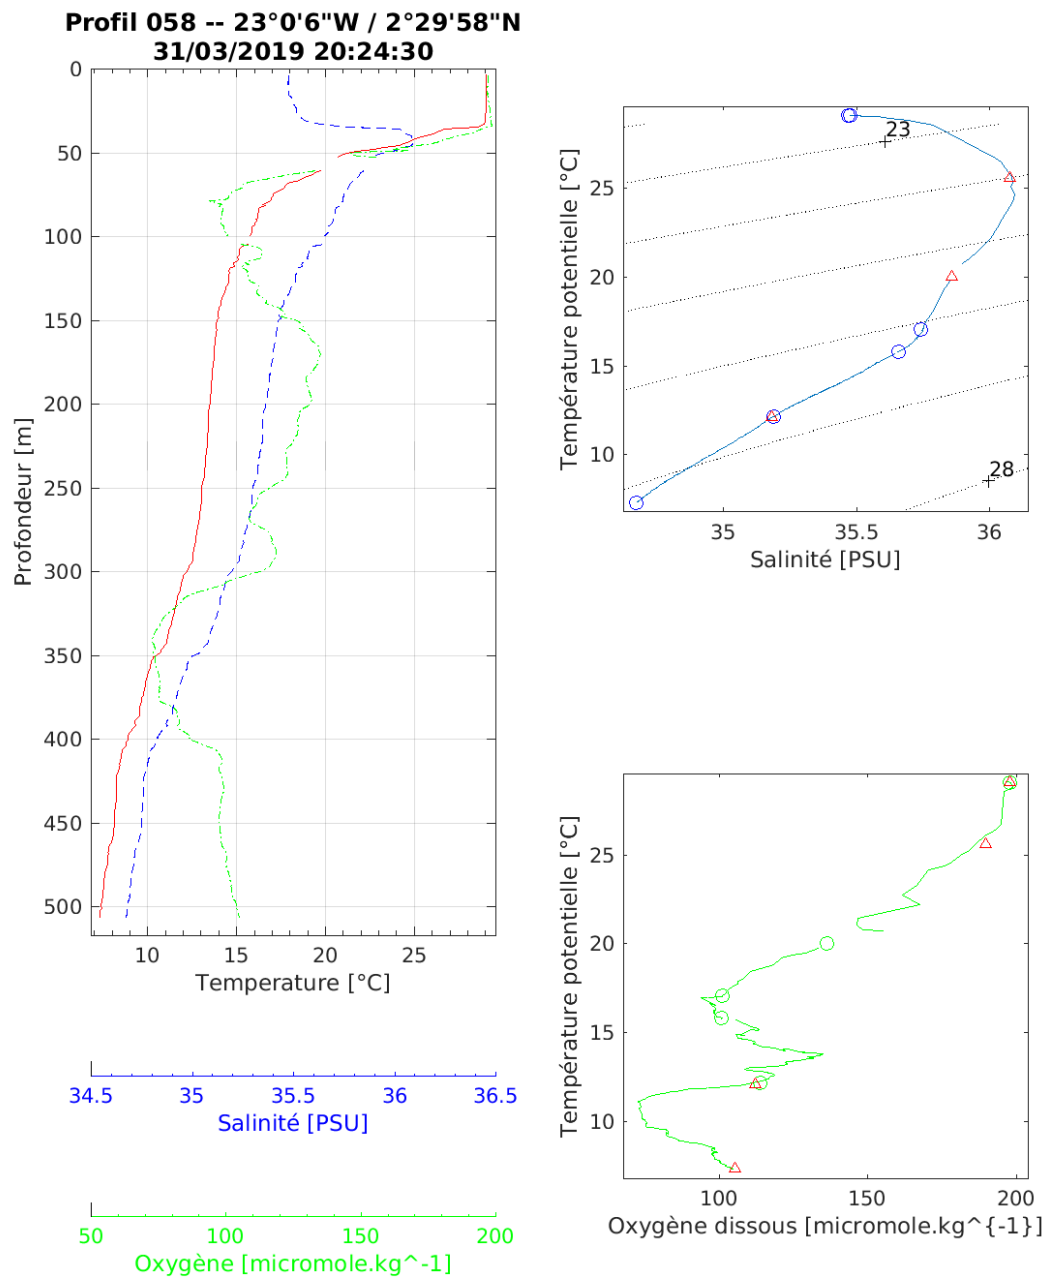 Profil 058 -- 23°0'6"W / 2°29'58"N
31/03/2019 20:24:30
0
50
100
150
200
250
300
350
400
450
500
Profondeur [m]
10 15 20 25
Temperature [°C]
34.5 35 35.5 36 36.5
Salinité [PSU]
50 100 150 200
Oxygène [micromole.kg^-1]
23
28
25
20
15
10
Température potentielle [°C]
35 35.5 36
Salinité [PSU]
25
20
15
10
Température potentielle [°C]
100 150 200
Oxygène dissous [micromole.kg^{-1}]